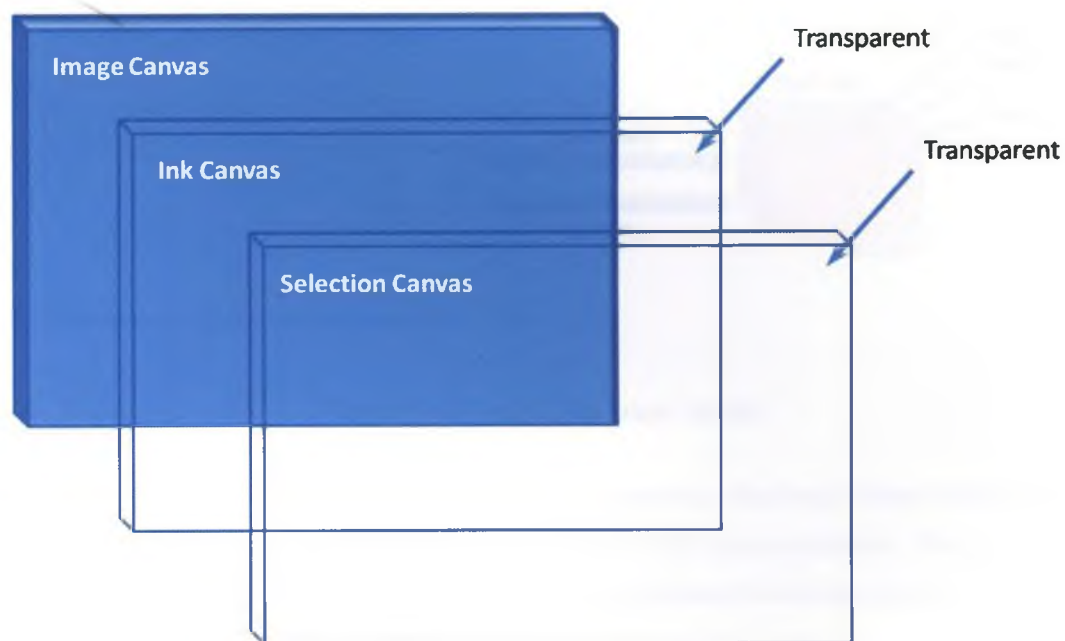 Transparent
Image Canvas
Transparent
Ink Canvas
Selection Canvas